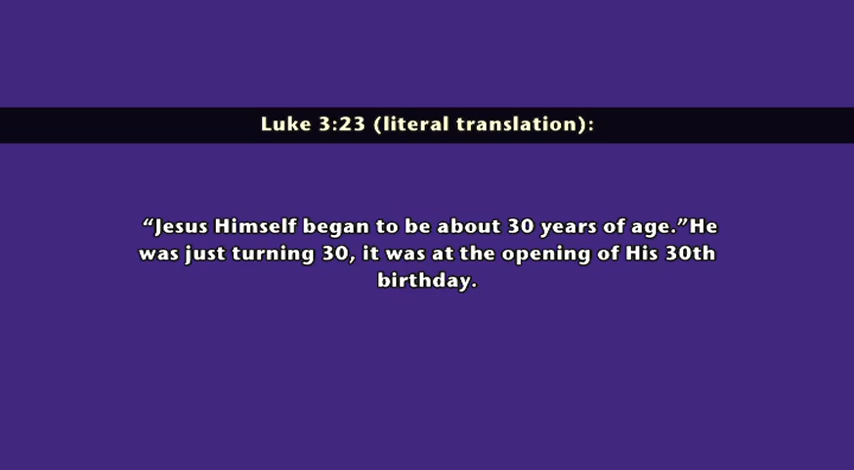 Luke 3:23 (literal translation):
“Jesus Himself began to be about 30 years of age.”He
was just turning 30, it was at the opening of His 30th
birthday.